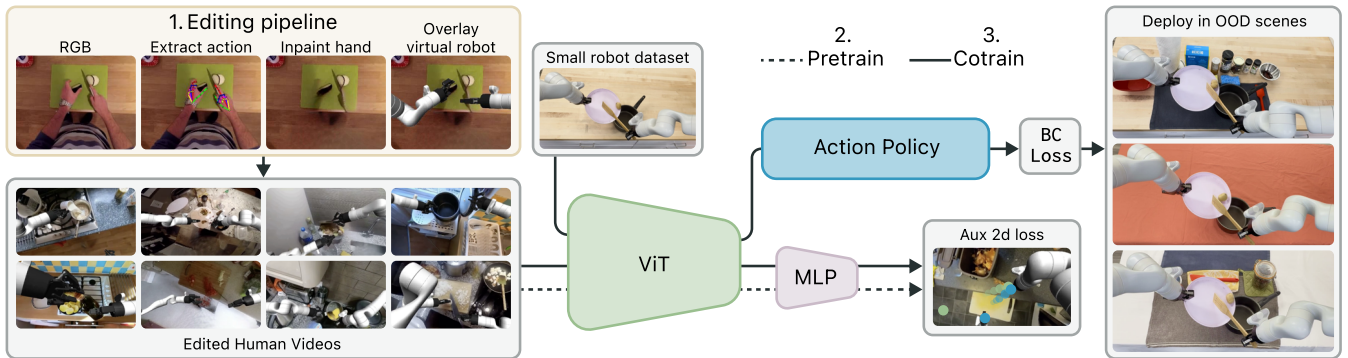 1. Editing pipeline
RGB
Extract action
Inpaint hand
Overlay
virtual robot
Edited Human Videos
Small robot dataset
2.
Pretrain
3.
Cotrain
ViT
Action Policy
BC
Loss
MLP
Aux 2d loss
Deploy in OOD scenes